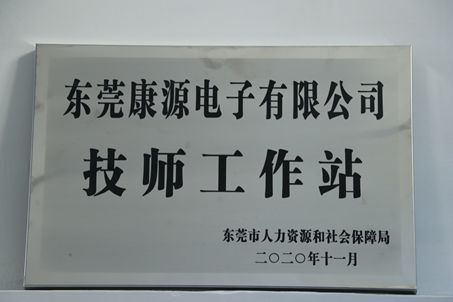 东莞康源电子有限公司
技师工作站
东莞市人力资源和社会保障局
二〇二〇年十一月